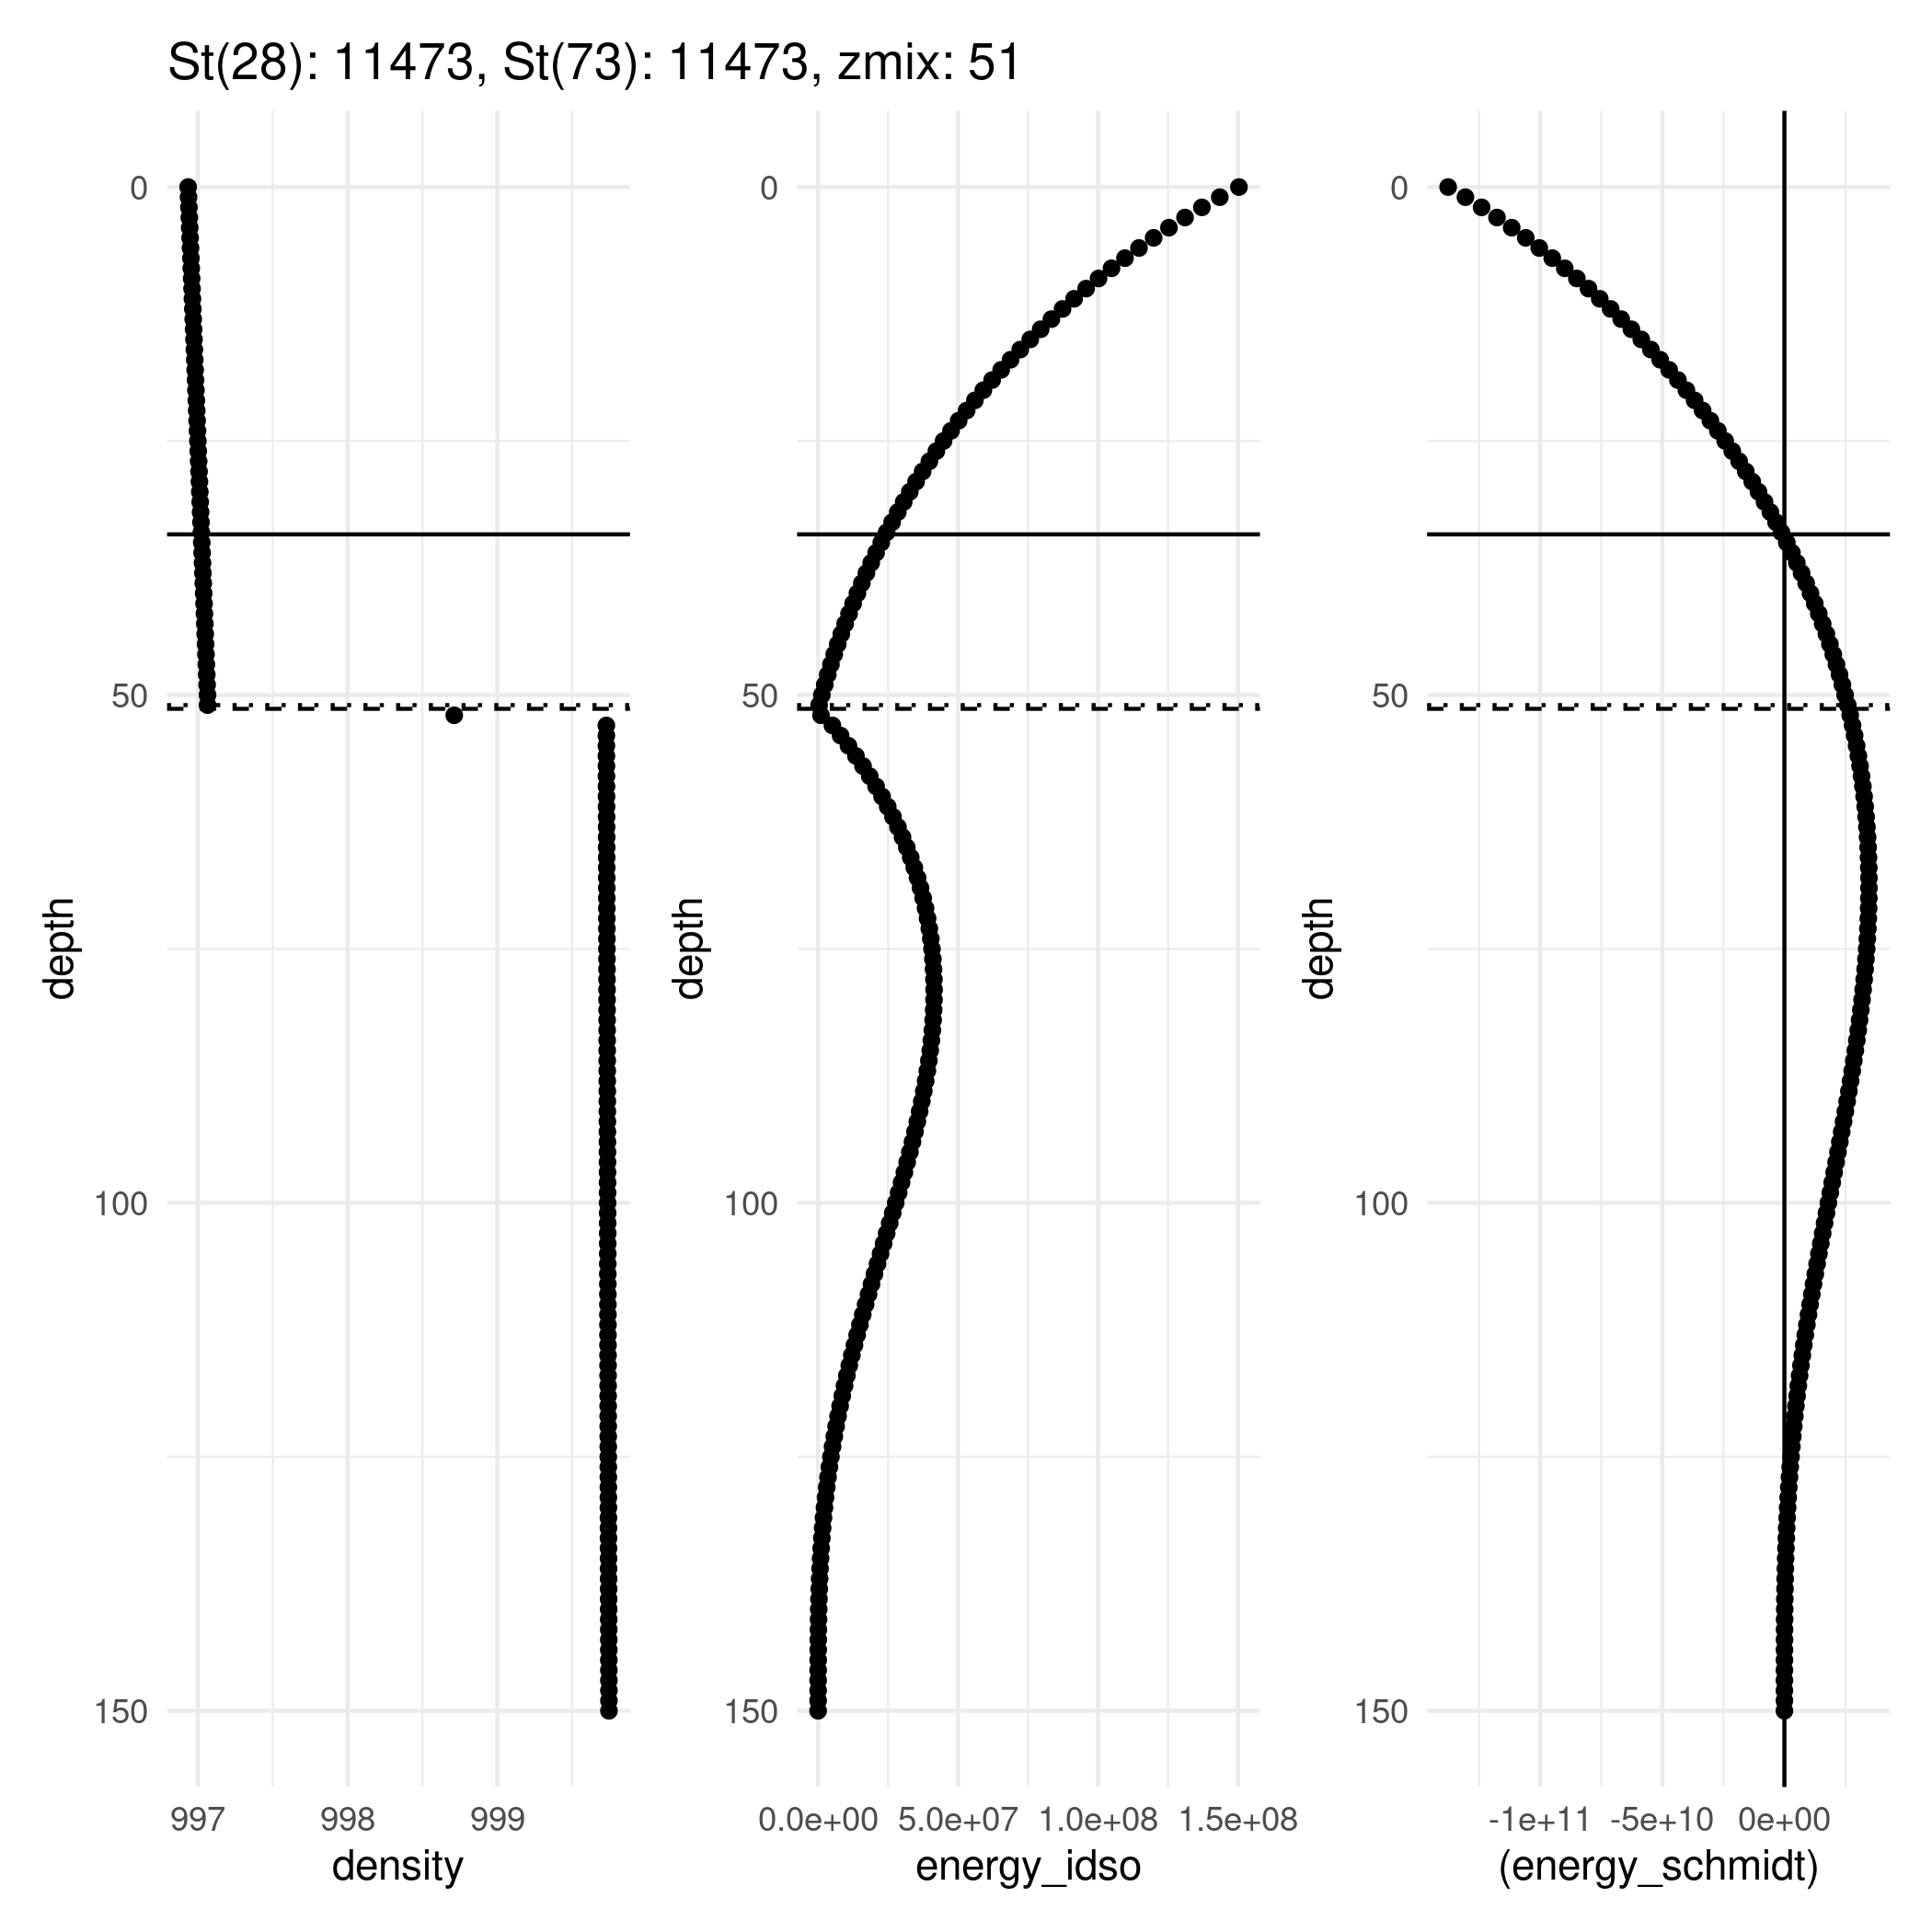 St(28): 11473, St(73): 11473, zmix: 51
0
50
100
150
depth
997 998 999
density
0
50
100
150
depth
0.0e+00 5.0e+07 1.0e+08 1.5e+08
energy_idso
0
50
100
150
depth
-1e+11 -5e+10 0e+00
(energy_schmidt)